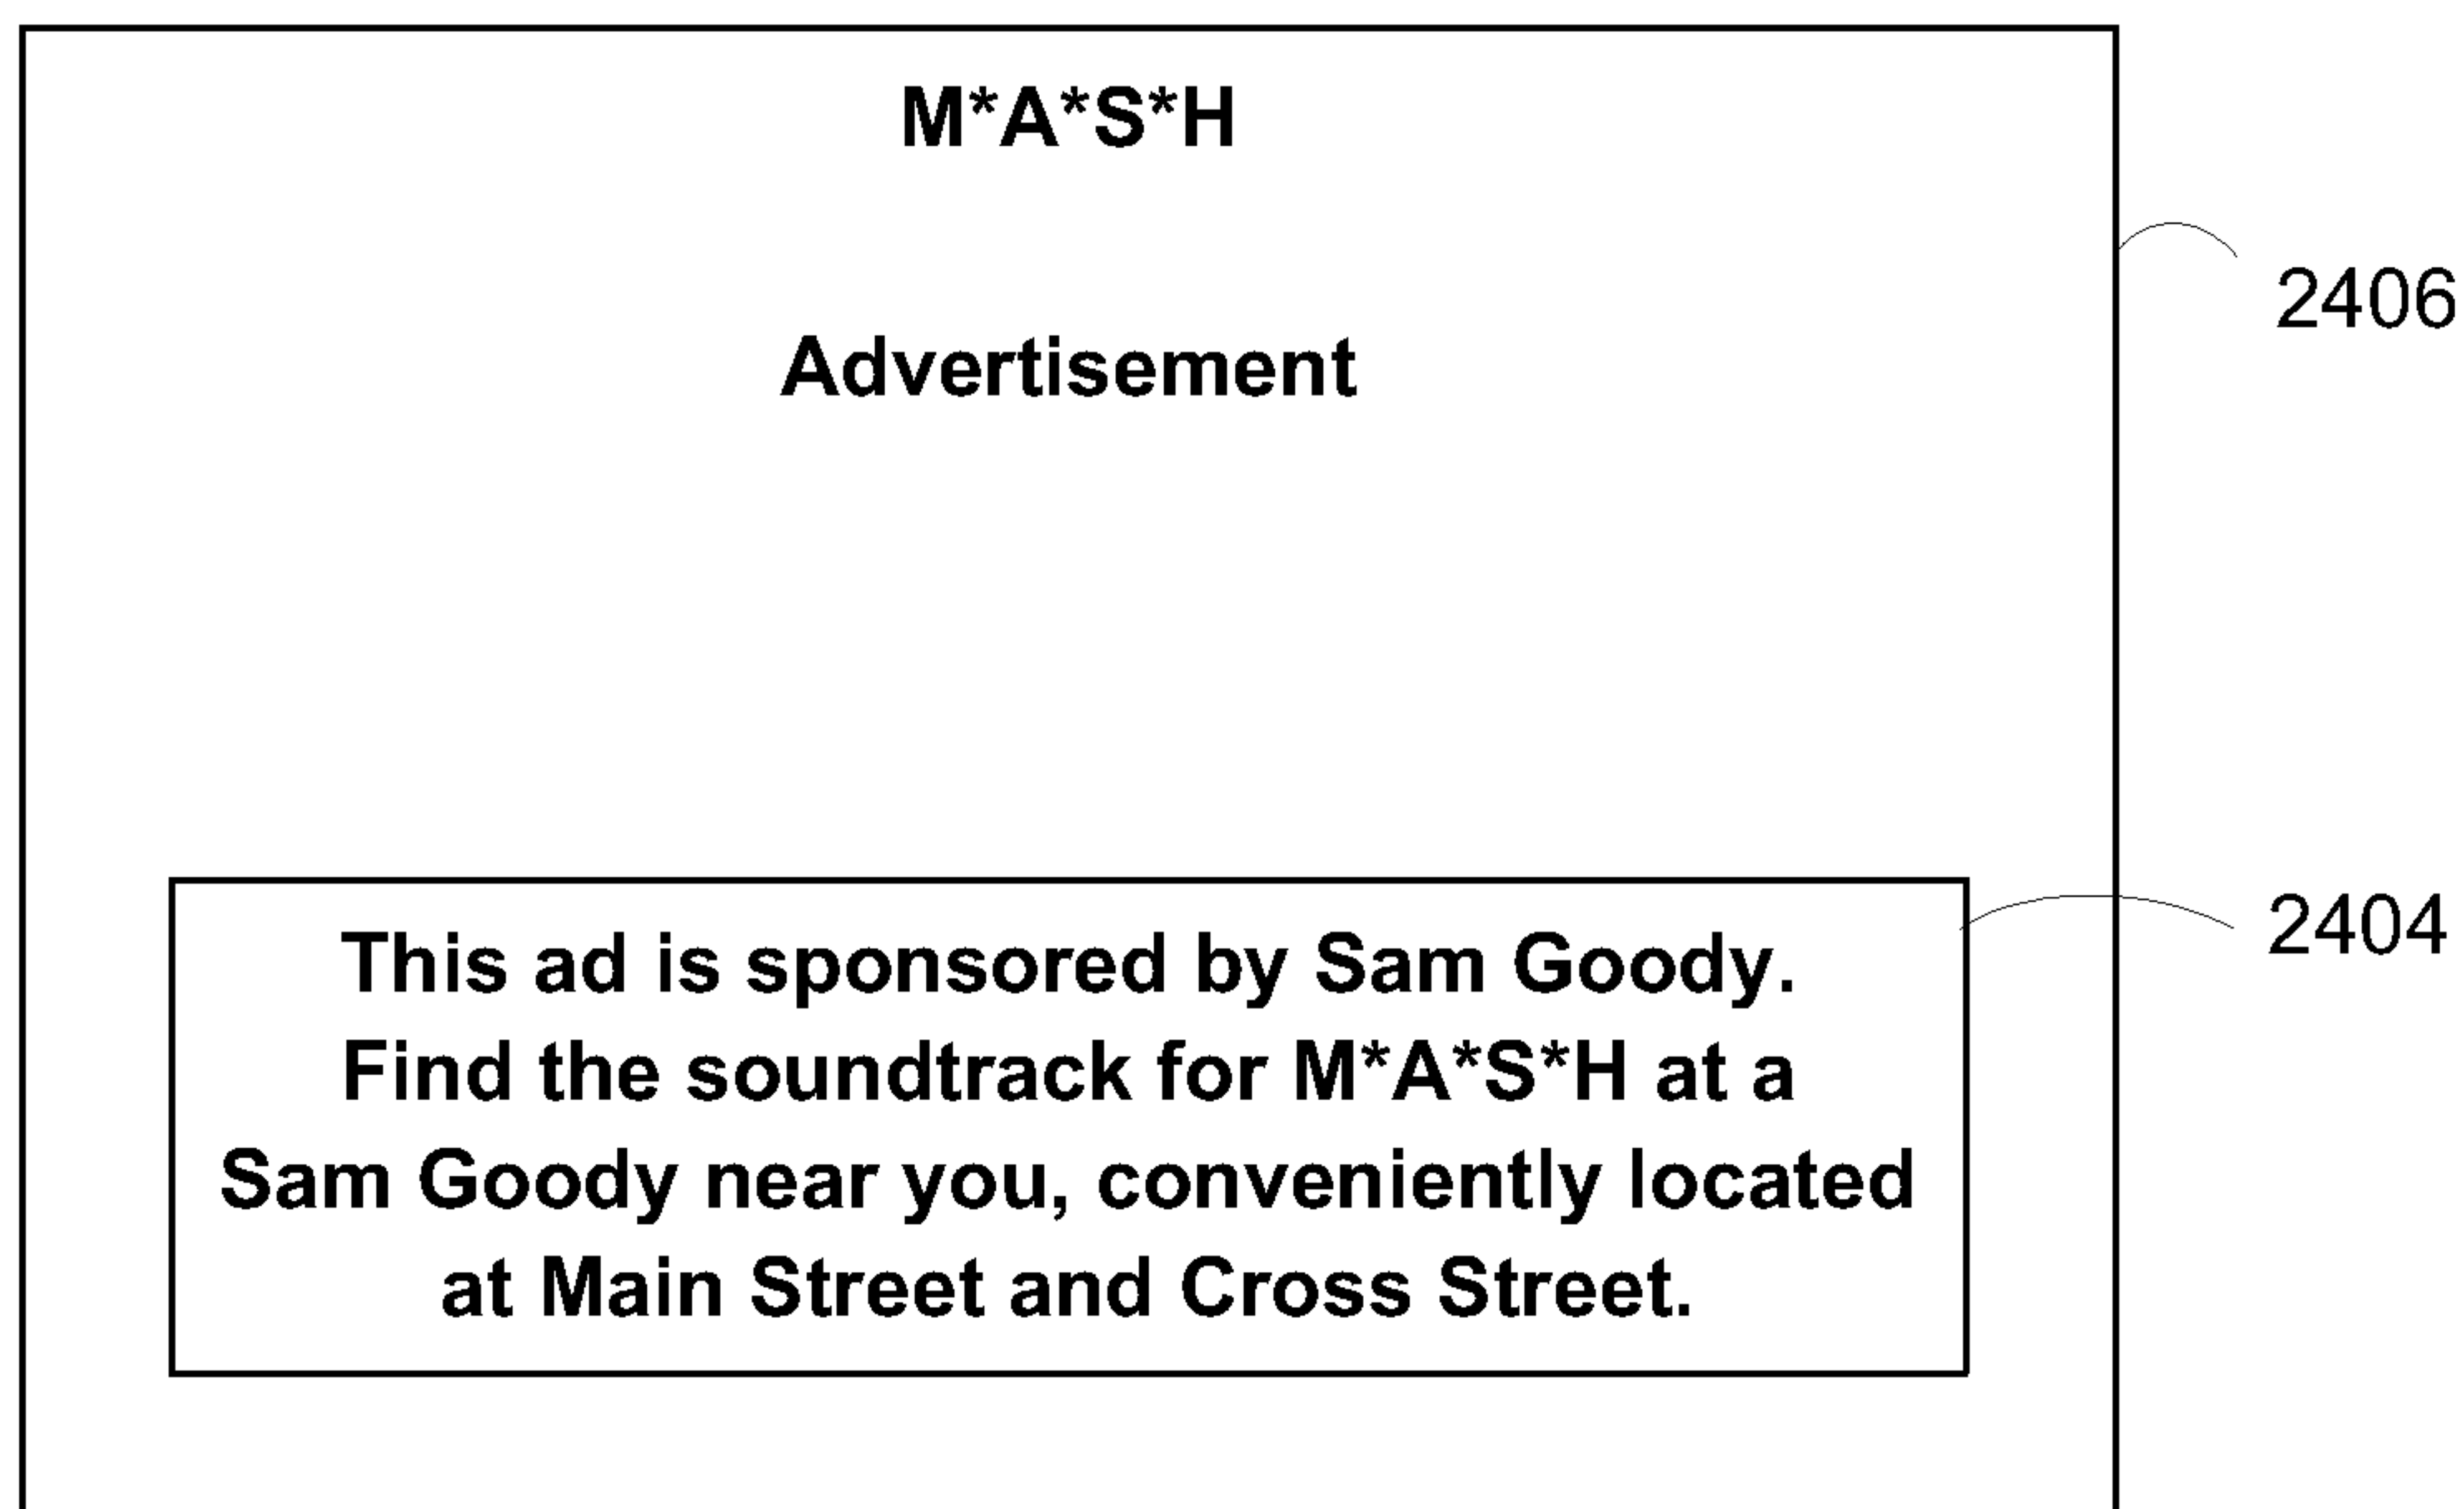 M*A*S*H
2406
Advertisement
2404
This ad is sponsored by Sam Goody.
Find the soundtrack for M*A*S*H at a
Sam Goody near you, conveniently located
at Main Street and Cross Street.